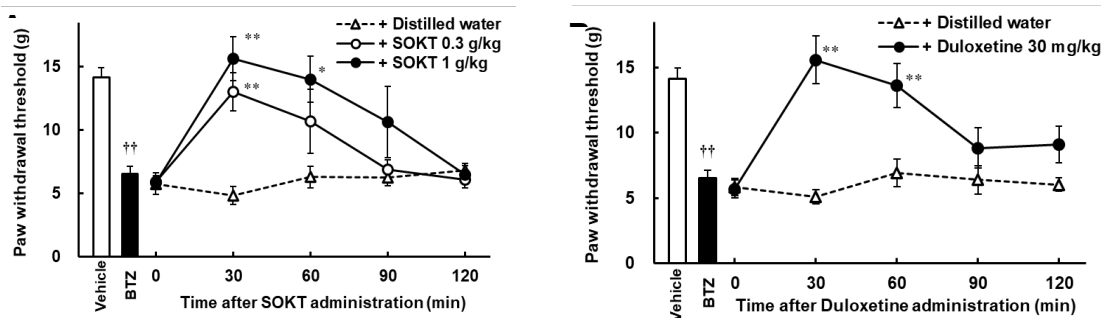 + Distilled water
+ SOKT 0.3 g/kg
+ SOKT 1 g/kg
Paw withdrawal threshold (g)
15
10
5
0
††
**
**
*
Vehicle
BTZ
0
30
60
90
120
Time after SOKT administration (min)
+ Distilled water
+ Duloxetine 30 mg/kg
Paw withdrawal threshold (g)
15
10
5
0
††
**
**
Vehicle
BTZ
0
30
60
90
120
Time after Duloxetine administration (min)